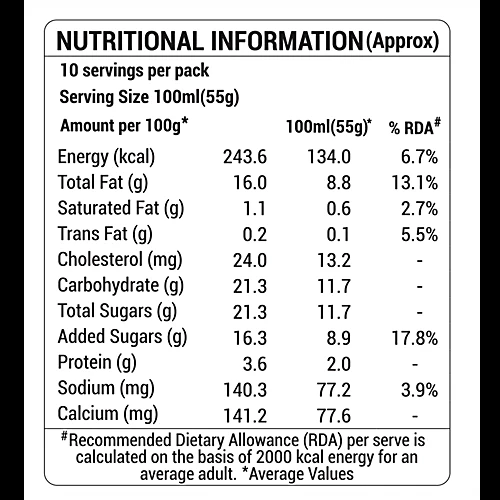 NUTRITIONAL INFORMATION (Approx)
10 servings per pack
Serving Size 100ml(55g)
Amount per 100g* 100ml(55g)* % RDA#
Energy (kcal) 243.6 134.0 6.7%
Total Fat (g) 16.0 8.8 13.1%
Saturated Fat (g) 1.1 0.6 2.7%
Trans Fat (g) 0.2 0.1 5.5%
Cholesterol (mg) 24.0 13.2 -
Carbohydrate (g) 21.3 11.7 -
Total Sugars (g) 21.3 11.7 -
Added Sugars (g) 16.3 8.9 17.8%
Protein (g) 3.6 2.0 -
Sodium (mg) 140.3 77.2 3.9%
Calcium (mg) 141.2 77.6 -
#Recommended Dietary Allowance (RDA) per serve is
calculated on the basis of 2000 kcal energy for an
average adult. *Average Values